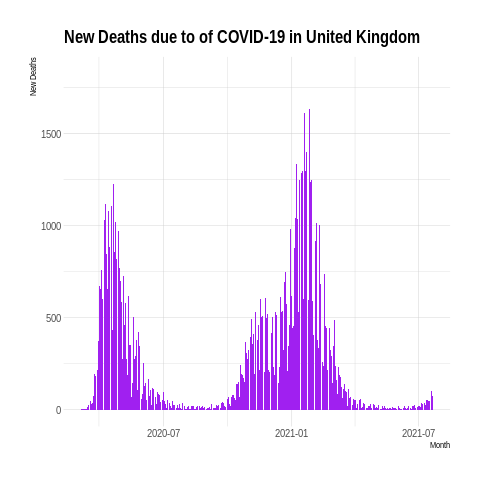 New Deaths due to of COVID-19 in United Kingdom
New Deaths
1500
1000
500
0
2020-07
2021-01
2021-07
Month